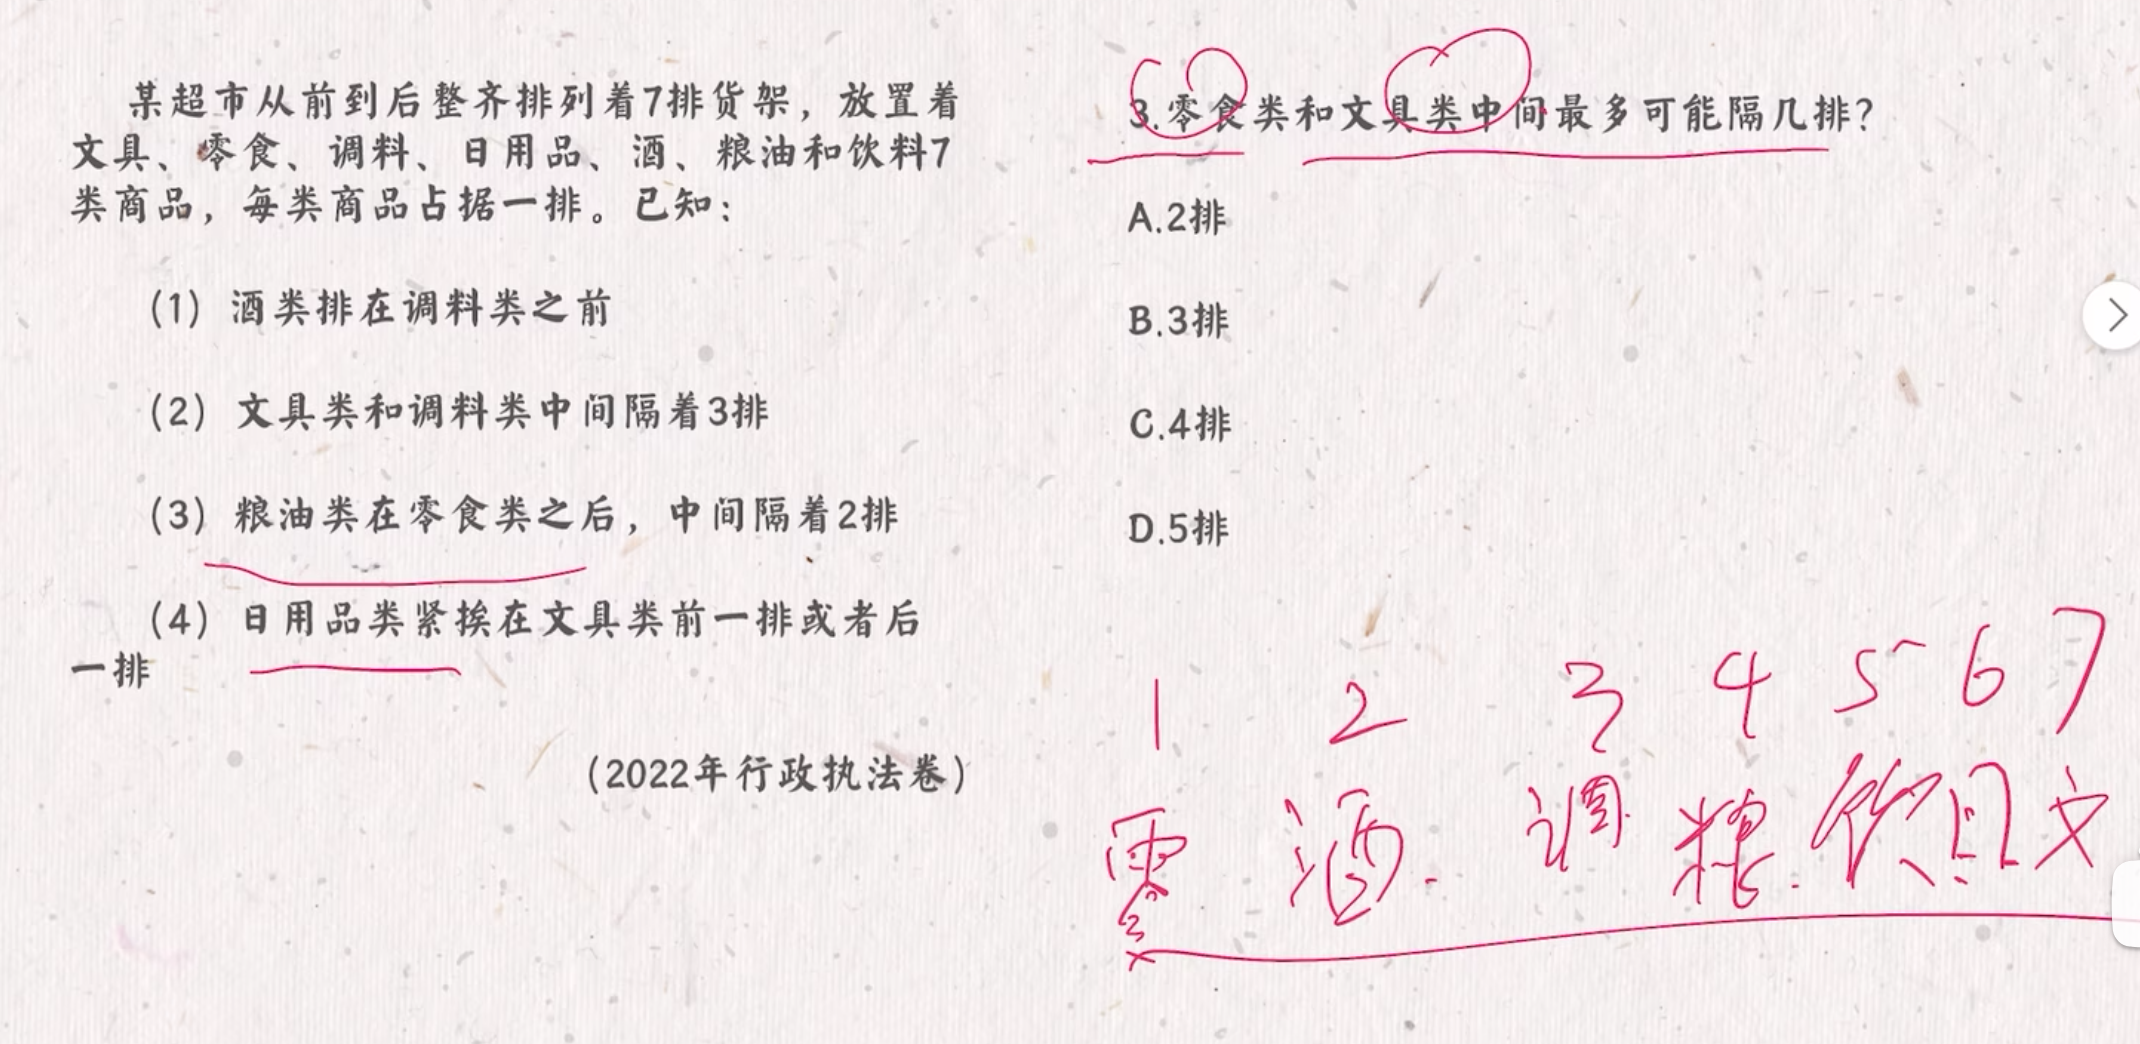 某超市从前到后整齐排列着7排货架，放置着
文具、零食、调料、日用品、酒、粮油和饮料7
类商品，每类商品占据一排。已知：
（1）酒类排在调料类之前
（2）文具类和调料类中间隔着3排
（3）粮油类在零食类之后，中间隔着2排
（4）日用品类紧挨在文具类前一排或者后
一排
（2022年行政执法卷）
3.零食类和文具类中间最多可能隔几排？
A.2排
B.3排
C.4排
D.5排
1 2 3 4 5 6 7
零 酒 调 粮 饮 日 文